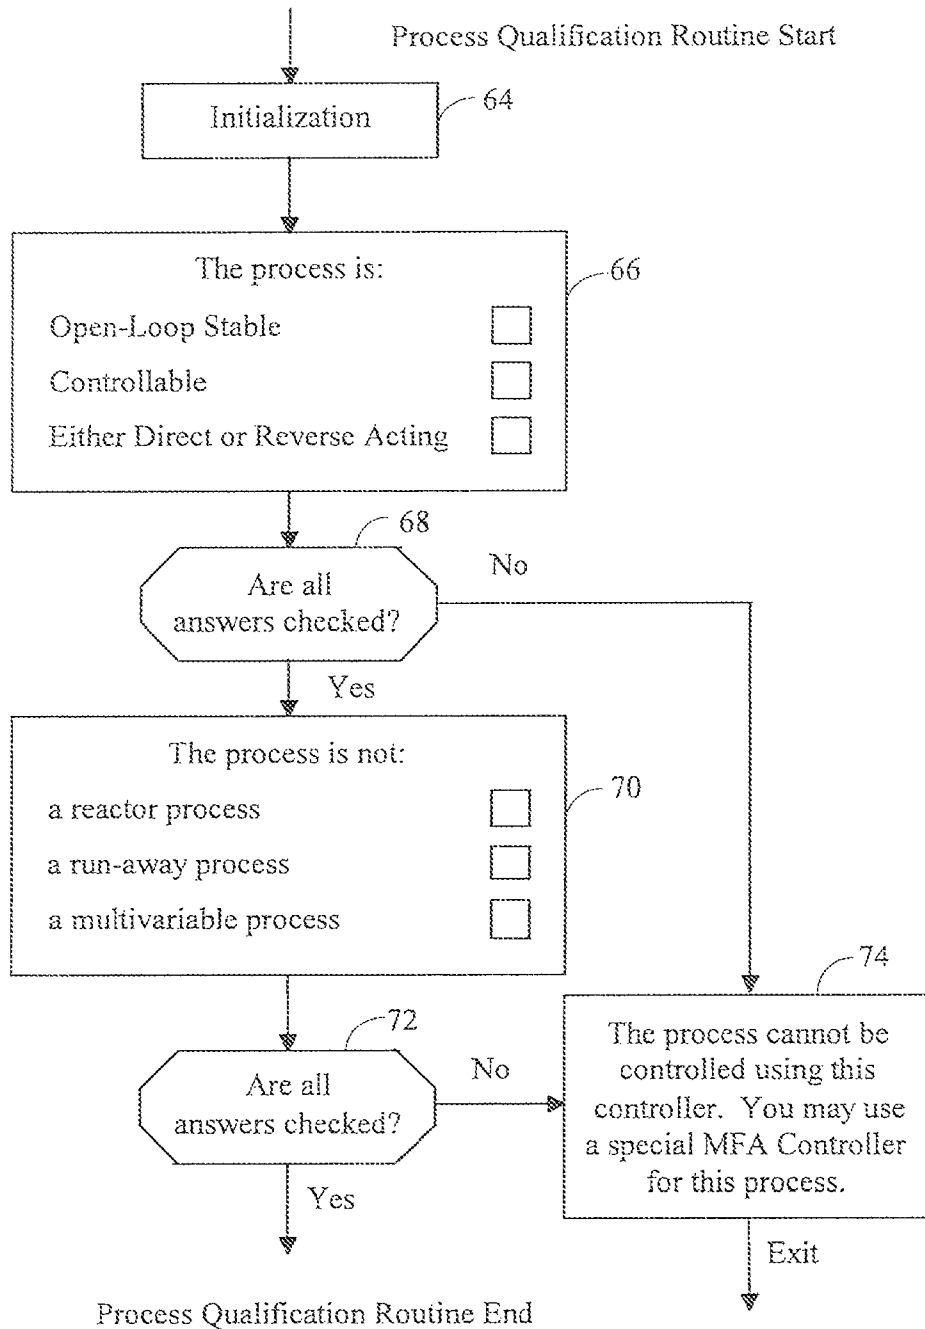 Process Qualification Routine Start
Initialization
64
The process is:
66
Open-Loop Stable
Controllable
Either Direct or Reverse Acting
68
Are all
answers checked?
No
Yes
The process is not:
70
a reactor process
a run-away process
a multivariable process
72
Are all
answers checked?
No
Yes
74
The process cannot be
controlled using this
controller. You may use
a special MFA Controller
for this process.
Exit
Process Qualification Routine End